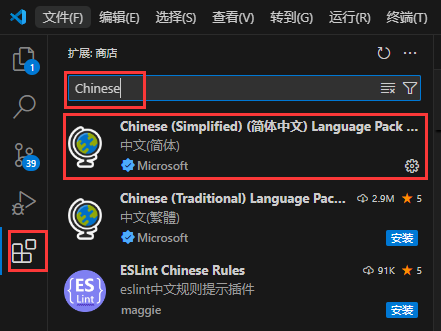 文件(F) 编辑(E) 选择(S) 查看(V) 转到(G) 运行(R) 终端(T)
扩展: 商店
1
Chinese
Chinese (Simplified) (简体中文) Language Pack ...
中文(简体)
Microsoft
39
Chinese (Traditional) Language Pac... 2.9M 5
中文(繁體)
Microsoft 安装
ESLint Chinese Rules 91K 5
eslint中文规则提示插件
maggie 安装
ES
Lint